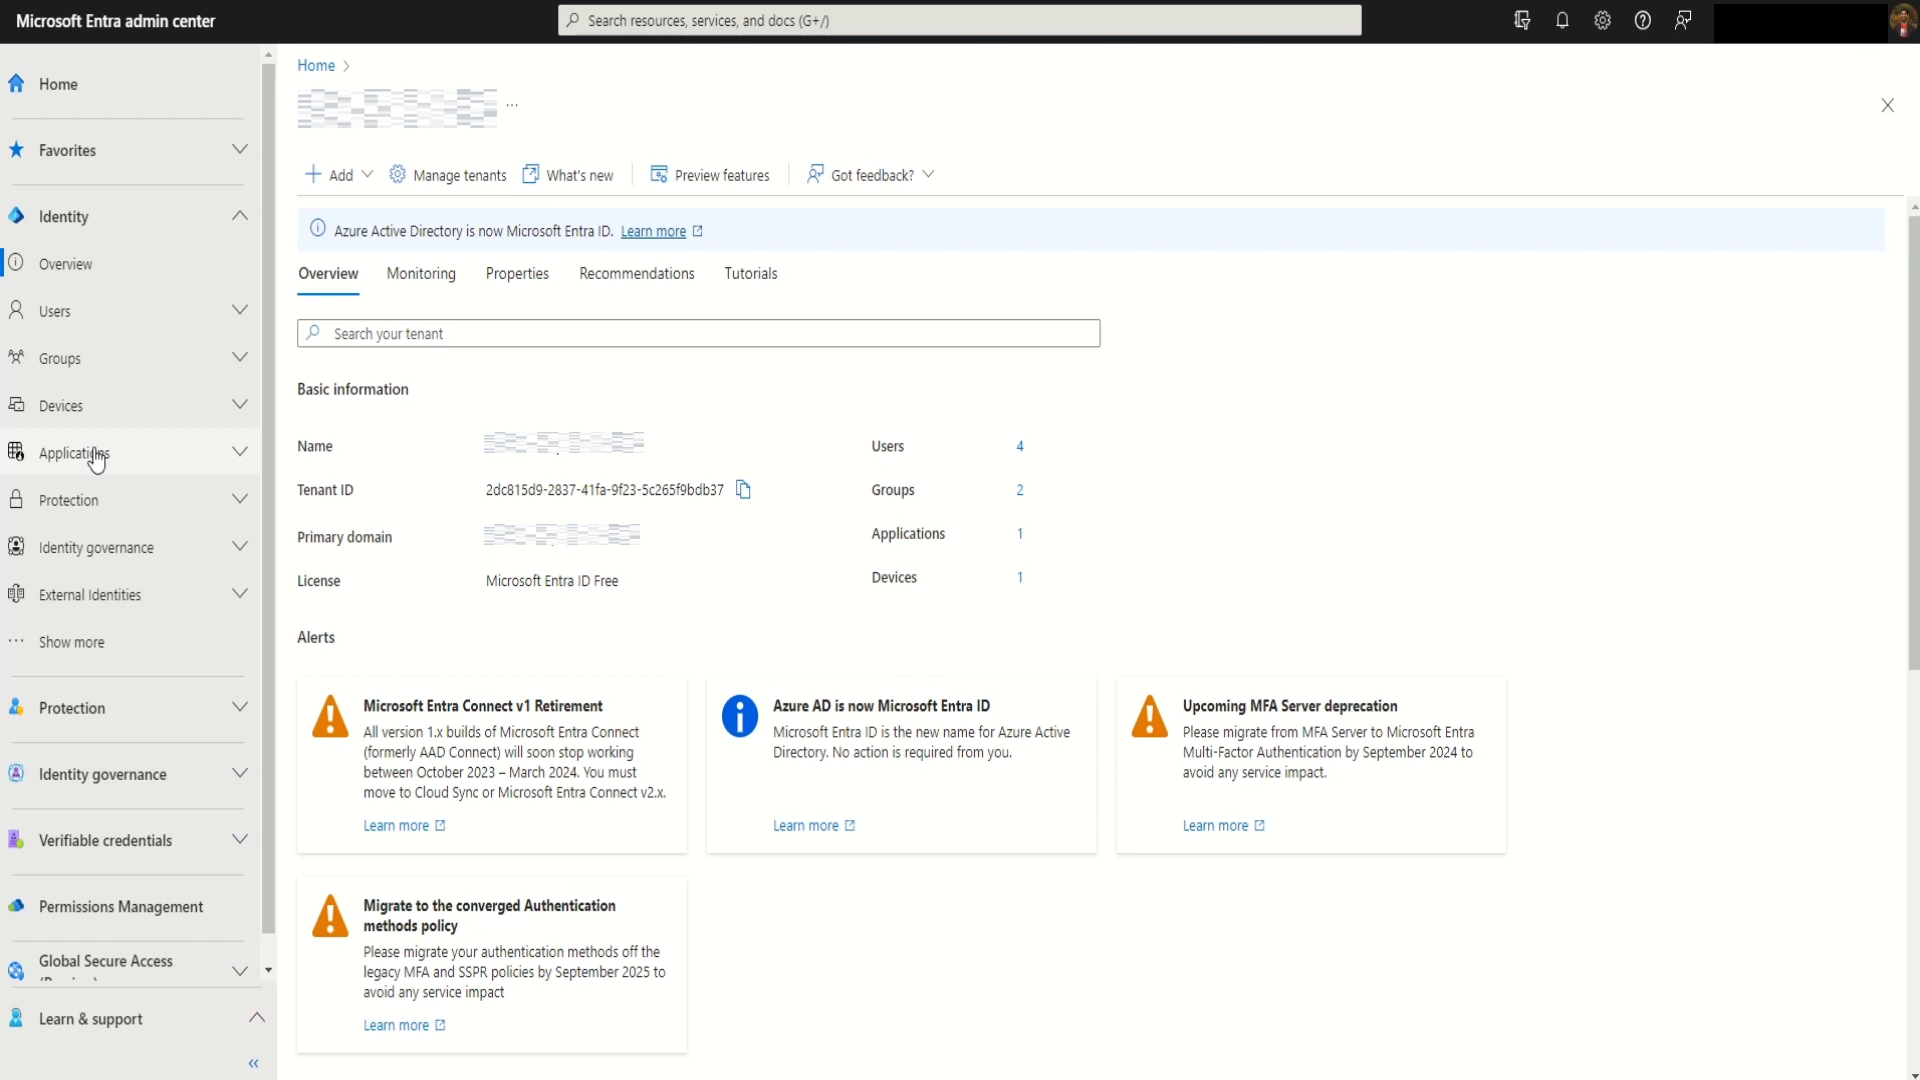 Microsoft Entra admin center
Search resources, services, and docs (G+/)
Home
Favorites
Identity
Overview
Users
Groups
Devices
Applications
Protection
Identity governance
External Identities
Show more
Protection
Identity governance
Verifiable credentials
Permissions Management
Global Secure Access
Learn & support
Home
Add
Manage tenants
What's new
Preview features
Got feedback?
Azure Active Directory is now Microsoft Entra ID. Learn more
Overview Monitoring Properties Recommendations Tutorials
Search your tenant
Basic information
Name
Users 4
Tenant ID 2dc815d9-2837-41fa-9f23-5c265f9bdb37
Groups 2
Primary domain
Applications 1
License Microsoft Entra ID Free
Devices 1
Alerts
Microsoft Entra Connect v1 Retirement
All version 1.x builds of Microsoft Entra Connect
(formerly AAD Connect) will soon stop working
between October 2023 – March 2024. You must
move to Cloud Sync or Microsoft Entra Connect v2.x.
Learn more
Azure AD is now Microsoft Entra ID
Microsoft Entra ID is the new name for Azure Active
Directory. No action is required from you.
Learn more
Upcoming MFA Server deprecation
Please migrate from MFA Server to Microsoft Entra
Multi-Factor Authentication by September 2024 to
avoid any service impact.
Learn more
Migrate to the converged Authentication
methods policy
Please migrate your authentication methods off the
legacy MFA and SSPR policies by September 2025 to
avoid any service impact
Learn more